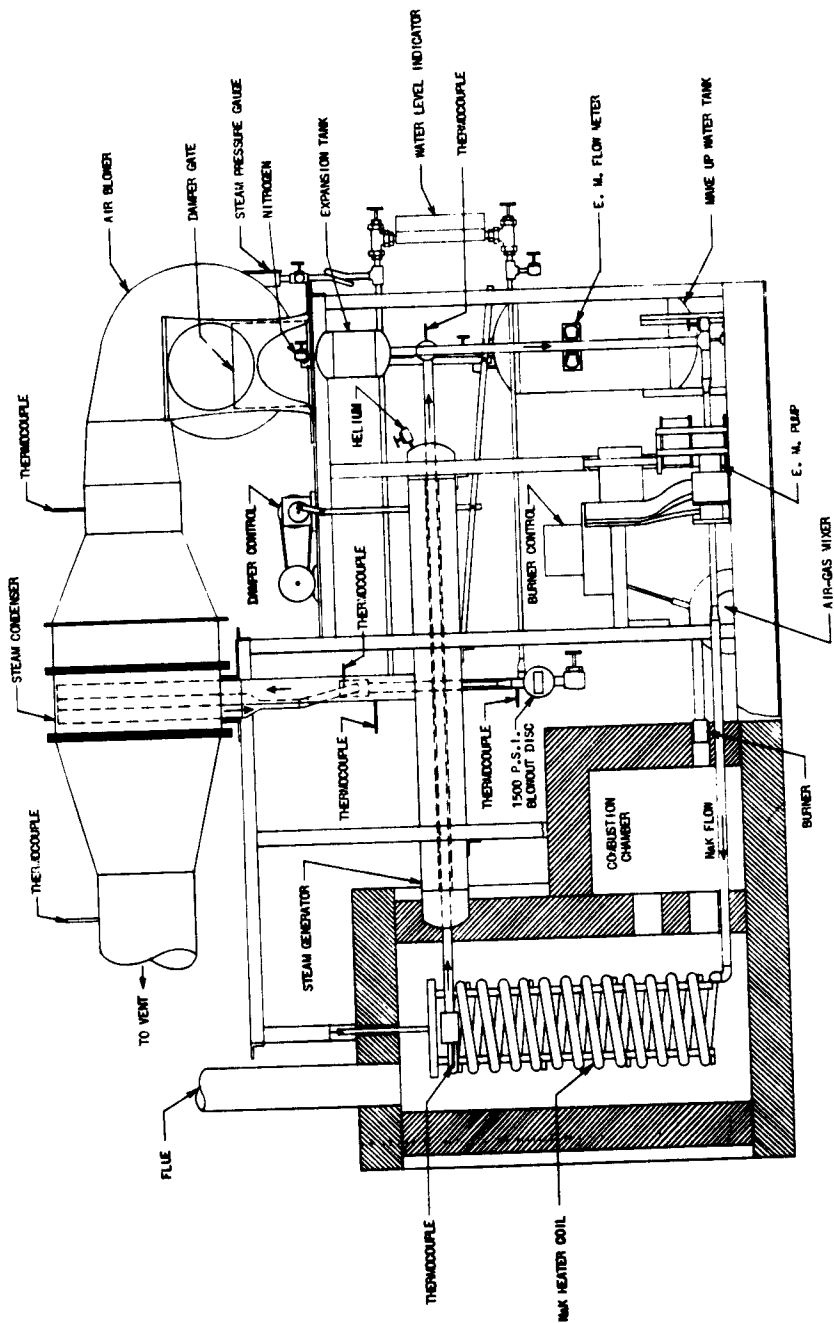 THERMOCOUPLE
STEAM CONDENSER
THERMOCOUPLE
AIR BLOWER
DAMPER GATE
STEAM PRESSURE GAUGE
NITROGEN
EXPANSION TANK
WATER LEVEL INDICATOR
THERMOCOUPLE
TO VENT
FLUE
DAMPER CONTROL
THERMOCOUPLE
HELIUM
STEAM GENERATOR
THERMOCOUPLE
THERMOCOUPLE
1500 P.S.I.
BLOWOUT DISC
BURNER CONTROL
E. M. FLOW METER
MAKE UP WATER TANK
COMBUSTION
CHAMBER
NaK FLOW
THERMOCOUPLE
NaK HEATER COIL
BURNER
AIR-GAS MIXER
E. M. PUMP